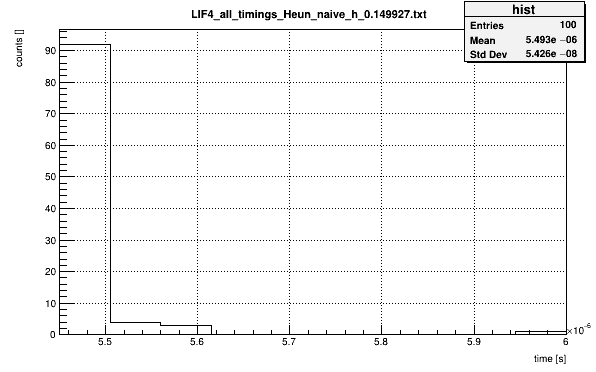 LIF4_all_timings_Heun_naive_h_0.149927.txt
hist
Entries 100
Mean 5.493e −06
Std Dev 5.426e −08
counts []
90
80
70
60
50
40
30
20
10
0
5.5 5.6 5.7 5.8 5.9 6
×10⁻⁶
time [s]